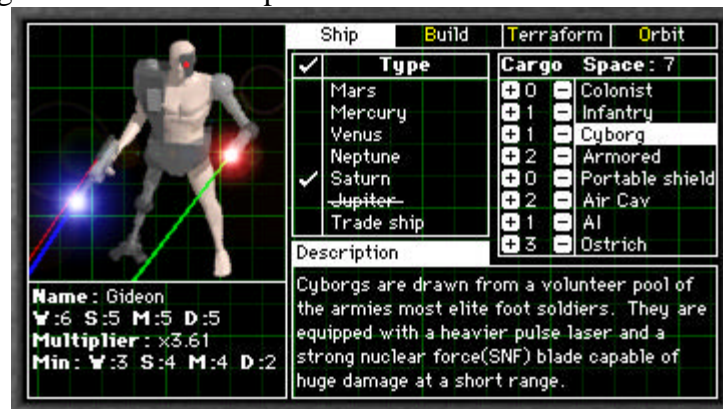 Ship Build Terraform Orbit
Type
Mars
Mercury
Venus
Neptune
Saturn
Jupiter
Trade ship
Cargo Space: 7
0 Colonist
1 Infantry
1 Cyborg
2 Armored
0 Portable shield
2 Air Cav
1 AI
3 Ostrich
Description
Cyborgs are drawn from a volunteer pool of
the armies most elite foot soldiers. They are
equipped with a heavier pulse laser and a
strong nuclear force(SNF) blade capable of
huge damage at a short range.
Name: Gideon
:6 S:5 M:5 D:5
Multiplier: x3.61
Min: :3 S:4 M:4 D:2